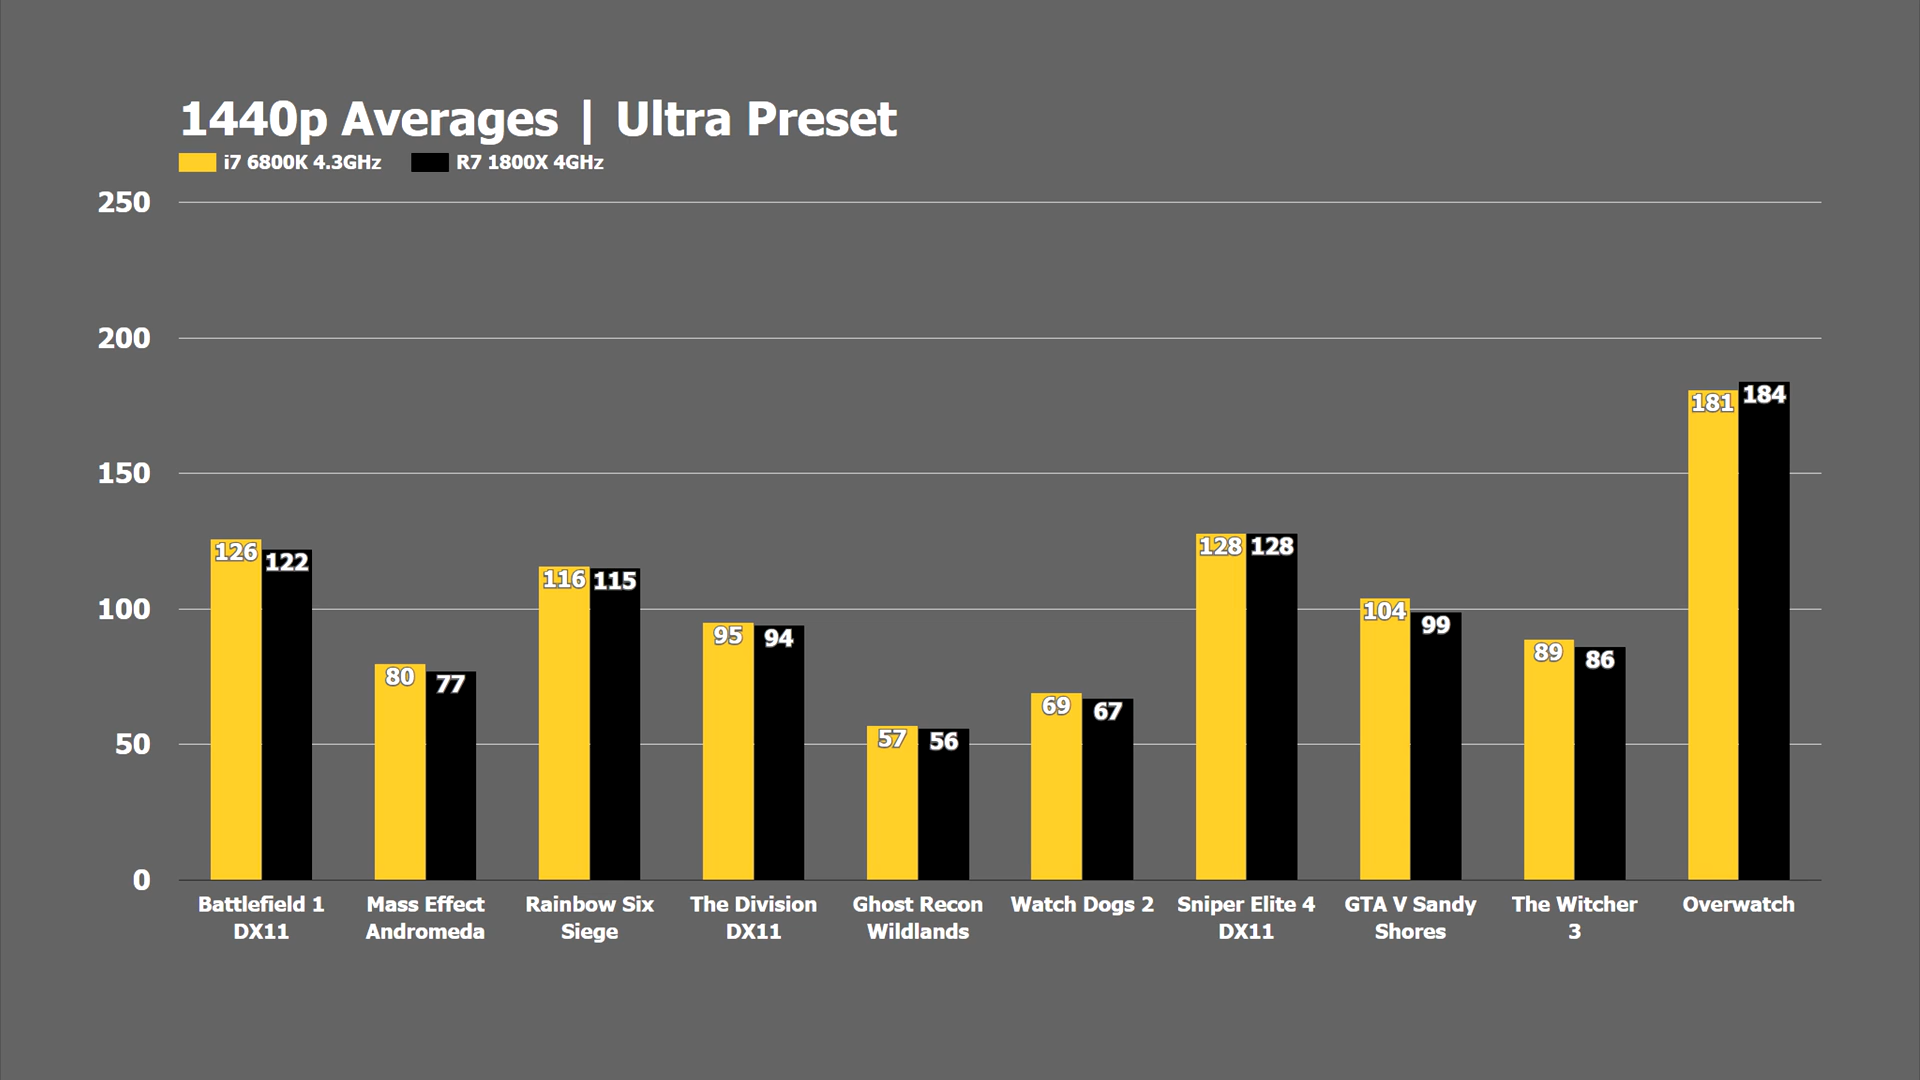 1440p Averages | Ultra Preset
i7 6800K 4.3GHz R7 1800X 4GHz
250
200
150
100
50
0
126 122 80 77 116 115 95 94 57 56 69 67 128 128 104 99 89 86 181 184
Battlefield 1 Mass Effect Rainbow Six The Division Ghost Recon Watch Dogs 2 Sniper Elite 4 GTA V Sandy The Witcher Overwatch
DX11 Andromeda Siege DX11 Wildlands DX11 Shores 3